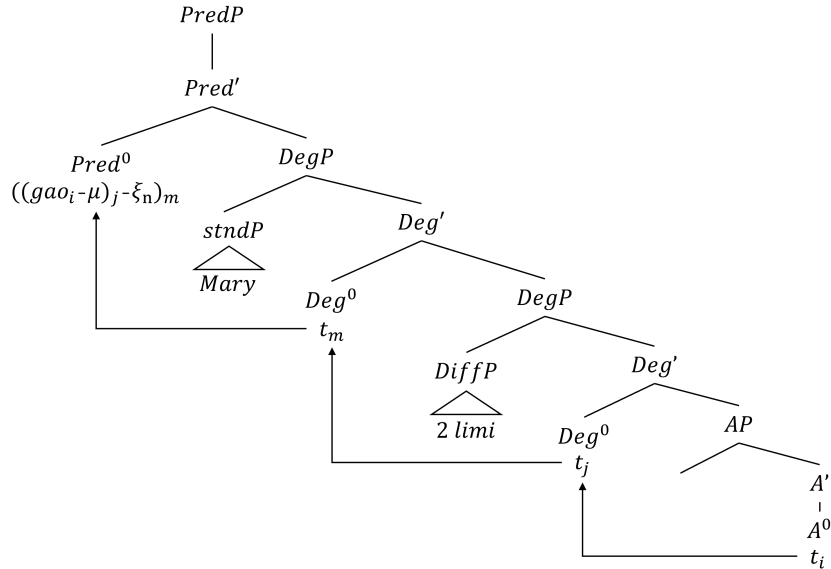 PredP
Pred′
Pred⁰
((gaoᵢ-μ)ⱼ-ξₙ)ₘ
DegP
stndP
Mary
Deg′
Deg⁰
tₘ
DegP
DiffP
2 limi
Deg’
Deg⁰
tⱼ
AP
A’
A⁰
tᵢ